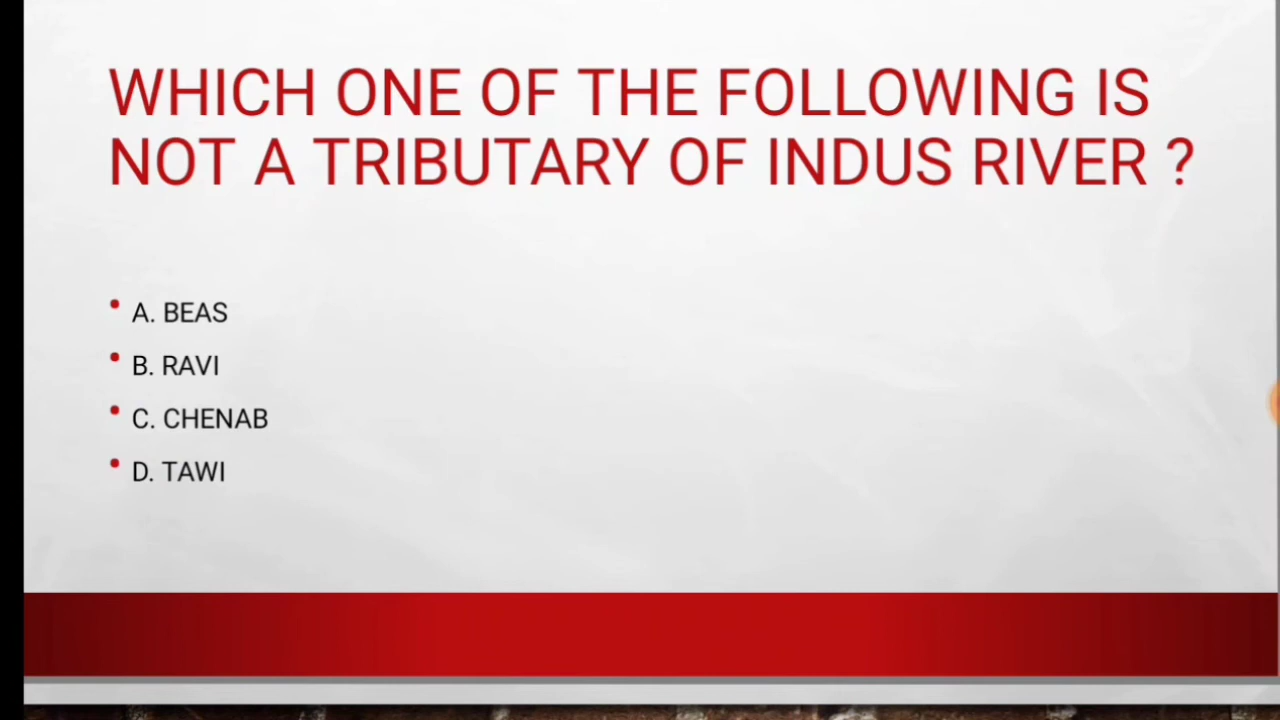 WHICH ONE OF THE FOLLOWING IS
NOT A TRIBUTARY OF INDUS RIVER ?
• A. BEAS
• B. RAVI
• C. CHENAB
• D. TAWI